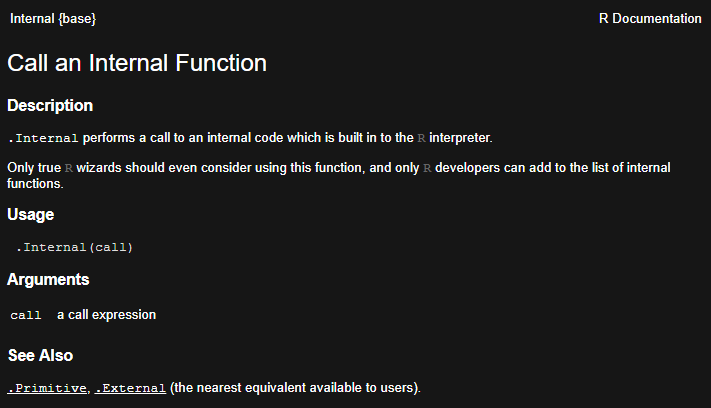 Internal {base} R Documentation
Call an Internal Function
Description
.Internal performs a call to an internal code which is built in to the R interpreter.
Only true R wizards should even consider using this function, and only R developers can add to the list of internal
functions.
Usage
.Internal(call)
Arguments
call a call expression
See Also
.Primitive, .External (the nearest equivalent available to users).